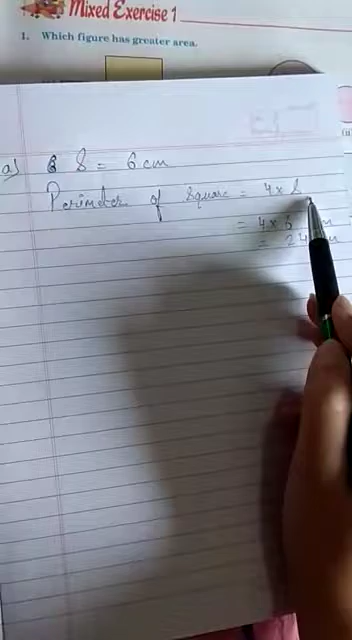 Mixed Exercise 1
1. Which figure has greater area.
a) S = 6 cm
Perimeter of Square = 4 × S
= 4 × 6
= 24